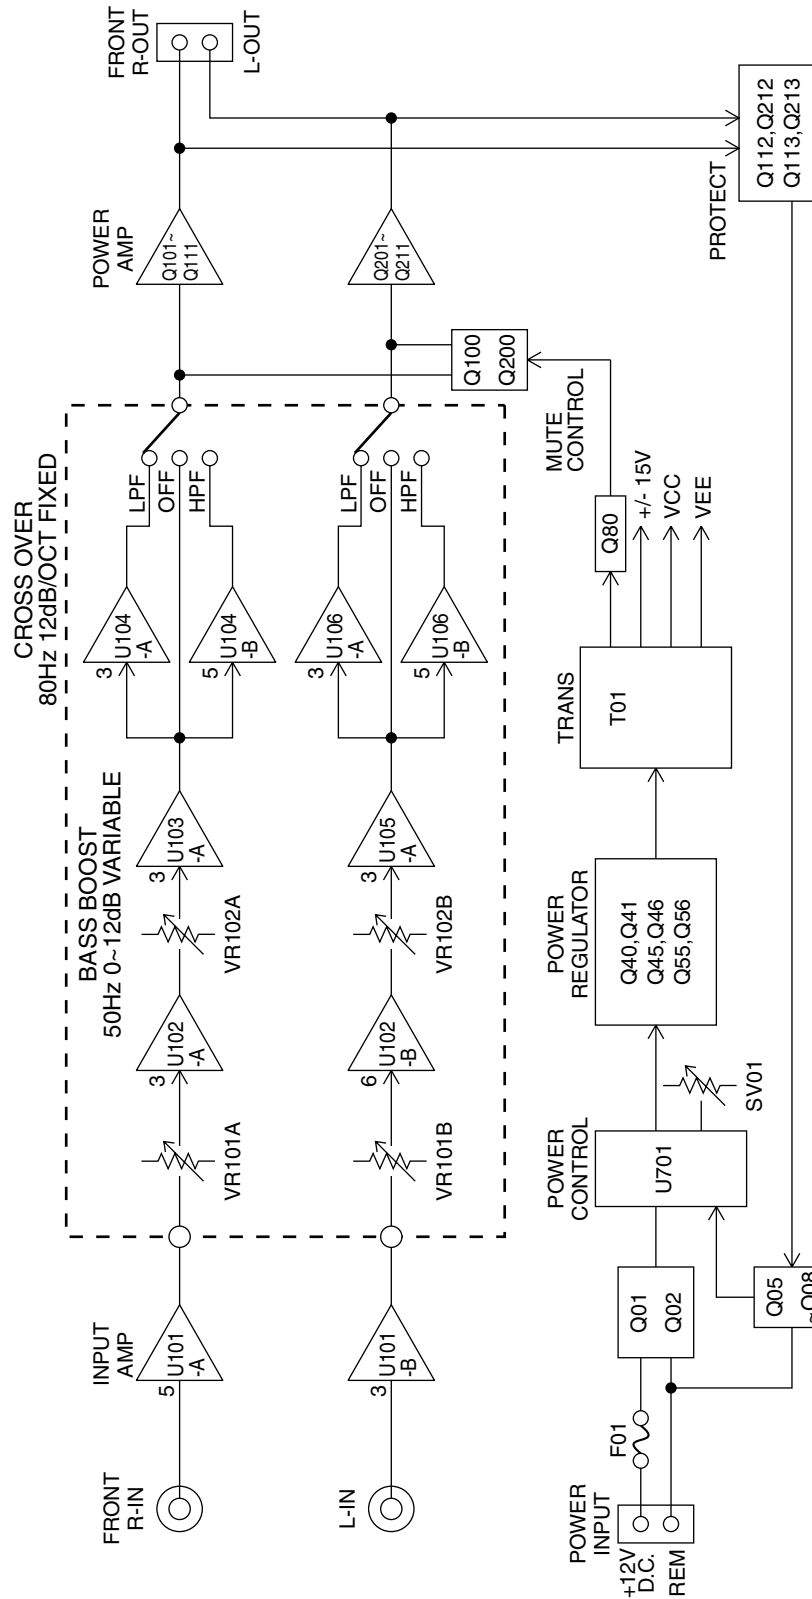 FRONT
R-IN
INPUT
AMP
5
U101
-A
L-IN
3
U101
-B
CROSS OVER
80Hz 12dB/OCT FIXED
BASS BOOST
50Hz 0~12dB VARIABLE
VR101A
3
U102
-A
VR102A
3
U103
-A
3
U104
-A
5
U104
-B
LPF
OFF
HPF
VR101B
6
U102
-B
VR102B
3
U105
-A
3
U106
-A
5
U106
-B
LPF
OFF
HPF
POWER
AMP
Q101~
Q111
Q201~
Q211
FRONT
R-OUT
L-OUT
Q100
Q200
MUTE
CONTROL
Q80
+/- 15V
VCC
VEE
TRANS
T01
POWER
REGULATOR
Q40,Q41
Q45,Q46
Q55,Q56
SV01
POWER
CONTROL
U701
Q01
Q02
F01
POWER
INPUT
+12V
D.C.
REM
Q05
~Q08
PROTECT
Q112,Q212
Q113,Q213